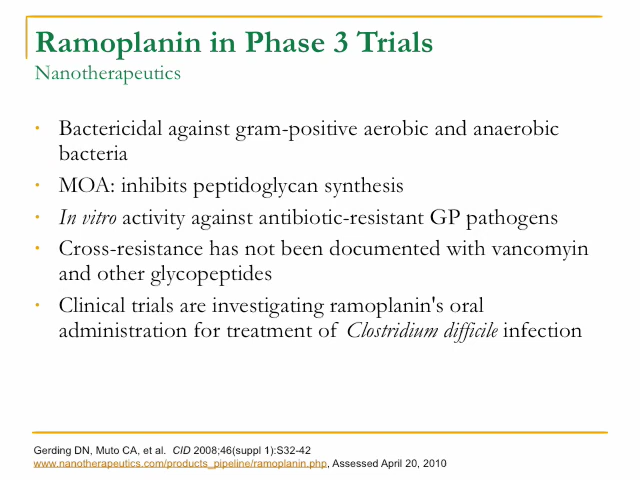 Ramoplanin in Phase 3 Trials
Nanotherapeutics
• Bactericidal against gram-positive aerobic and anaerobic
bacteria
• MOA: inhibits peptidoglycan synthesis
• In vitro activity against antibiotic-resistant GP pathogens
• Cross-resistance has not been documented with vancomyin
and other glycopeptides
• Clinical trials are investigating ramoplanin's oral
administration for treatment of Clostridium difficile infection
Gerding DN, Muto CA, et al. CID 2008;46(suppl 1):S32-42
www.nanotherapeutics.com/products_pipeline/ramoplanin.php, Assessed April 20, 2010